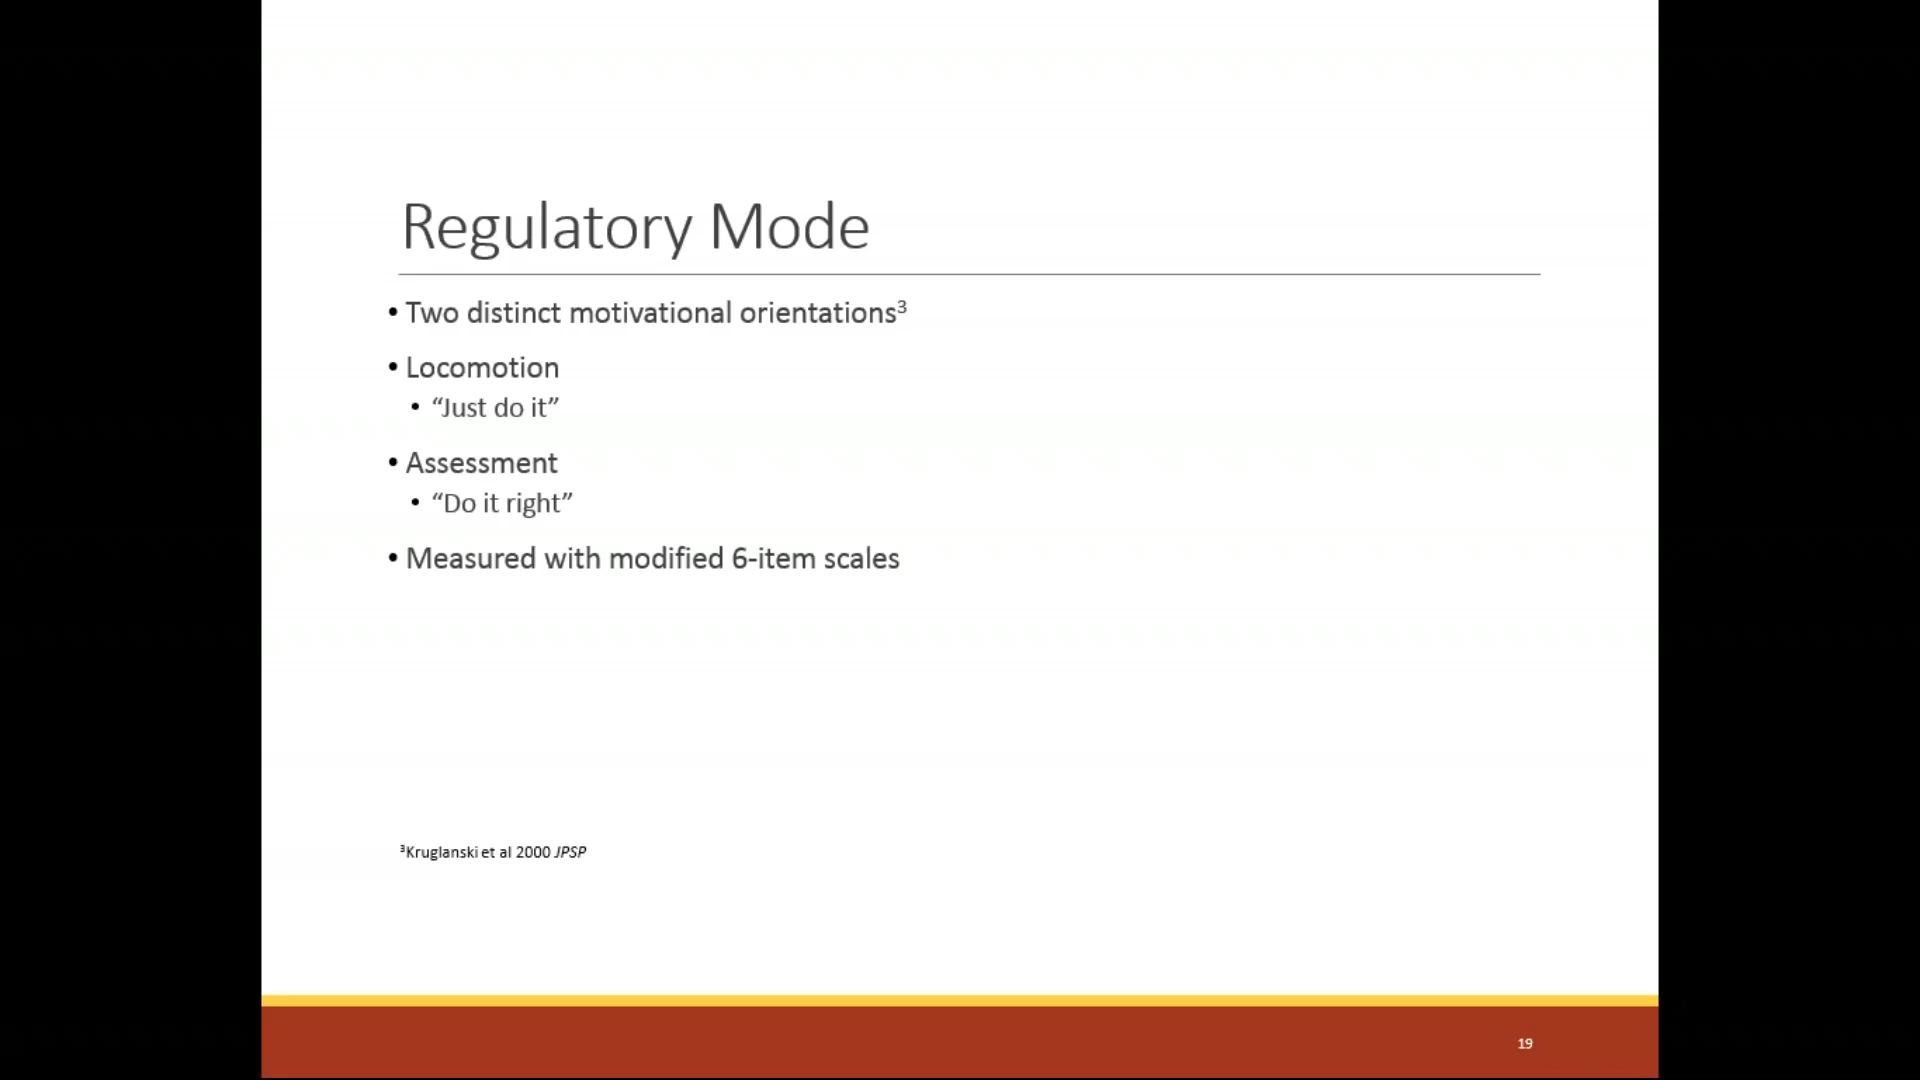 Regulatory Mode
• Two distinct motivational orientations³
• Locomotion
• “Just do it”
• Assessment
• “Do it right”
• Measured with modified 6-item scales
³Kruglanski et al 2000 JPSP
19